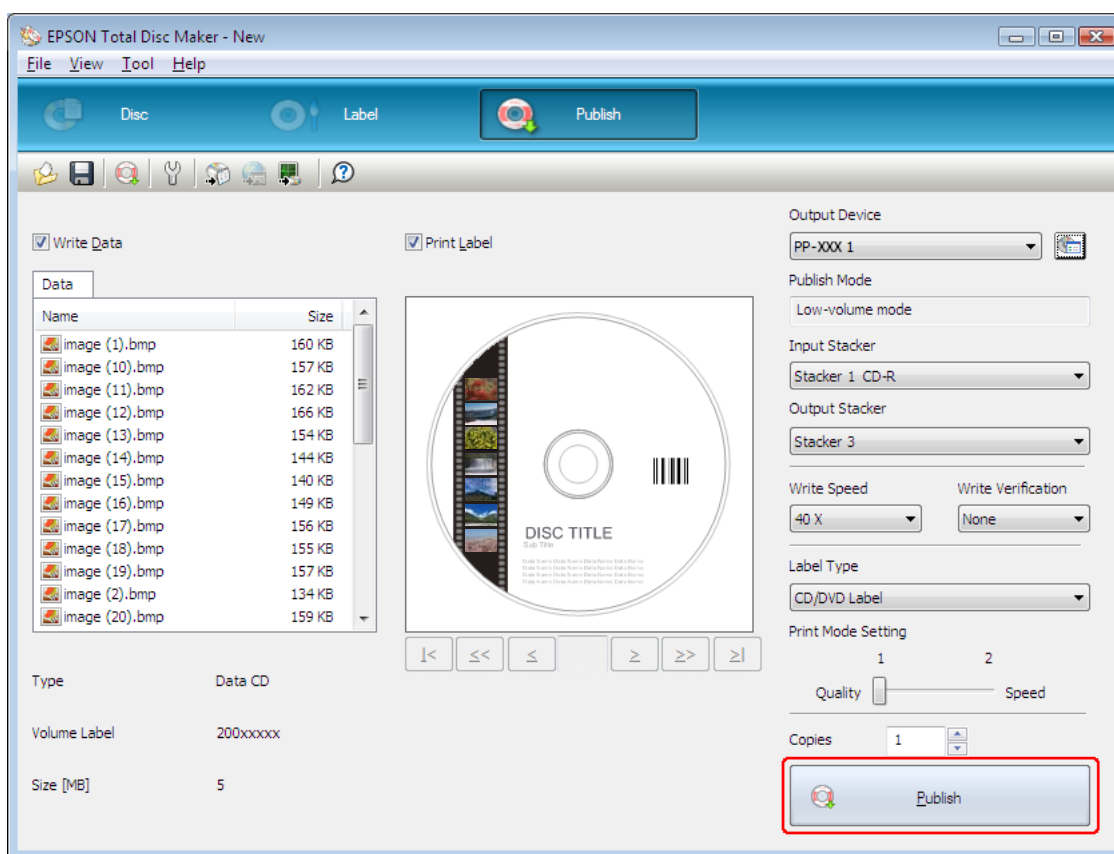 EPSON Total Disc Maker - New
File View Tool Help
Disc Label Publish
Write Data
Print Label
Output Device
PP-XXX 1
Publish Mode
Low-volume mode
Input Stacker
Stacker 1 CD-R
Output Stacker
Stacker 3
Write Speed Write Verification
40 X None
Label Type
CD/DVD Label
Print Mode Setting
1 2
Quality Speed
Copies 1
Publish
Data
Name Size
image (1).bmp 160 KB
image (10).bmp 157 KB
image (11).bmp 162 KB
image (12).bmp 166 KB
image (13).bmp 154 KB
image (14).bmp 144 KB
image (15).bmp 140 KB
image (16).bmp 149 KB
image (17).bmp 156 KB
image (18).bmp 155 KB
image (19).bmp 157 KB
image (2).bmp 134 KB
image (20).bmp 159 KB
DISC TITLE
Sub Title
|< << < > >> >|
Type Data CD
Volume Label 200xxxxx
Size [MB] 5